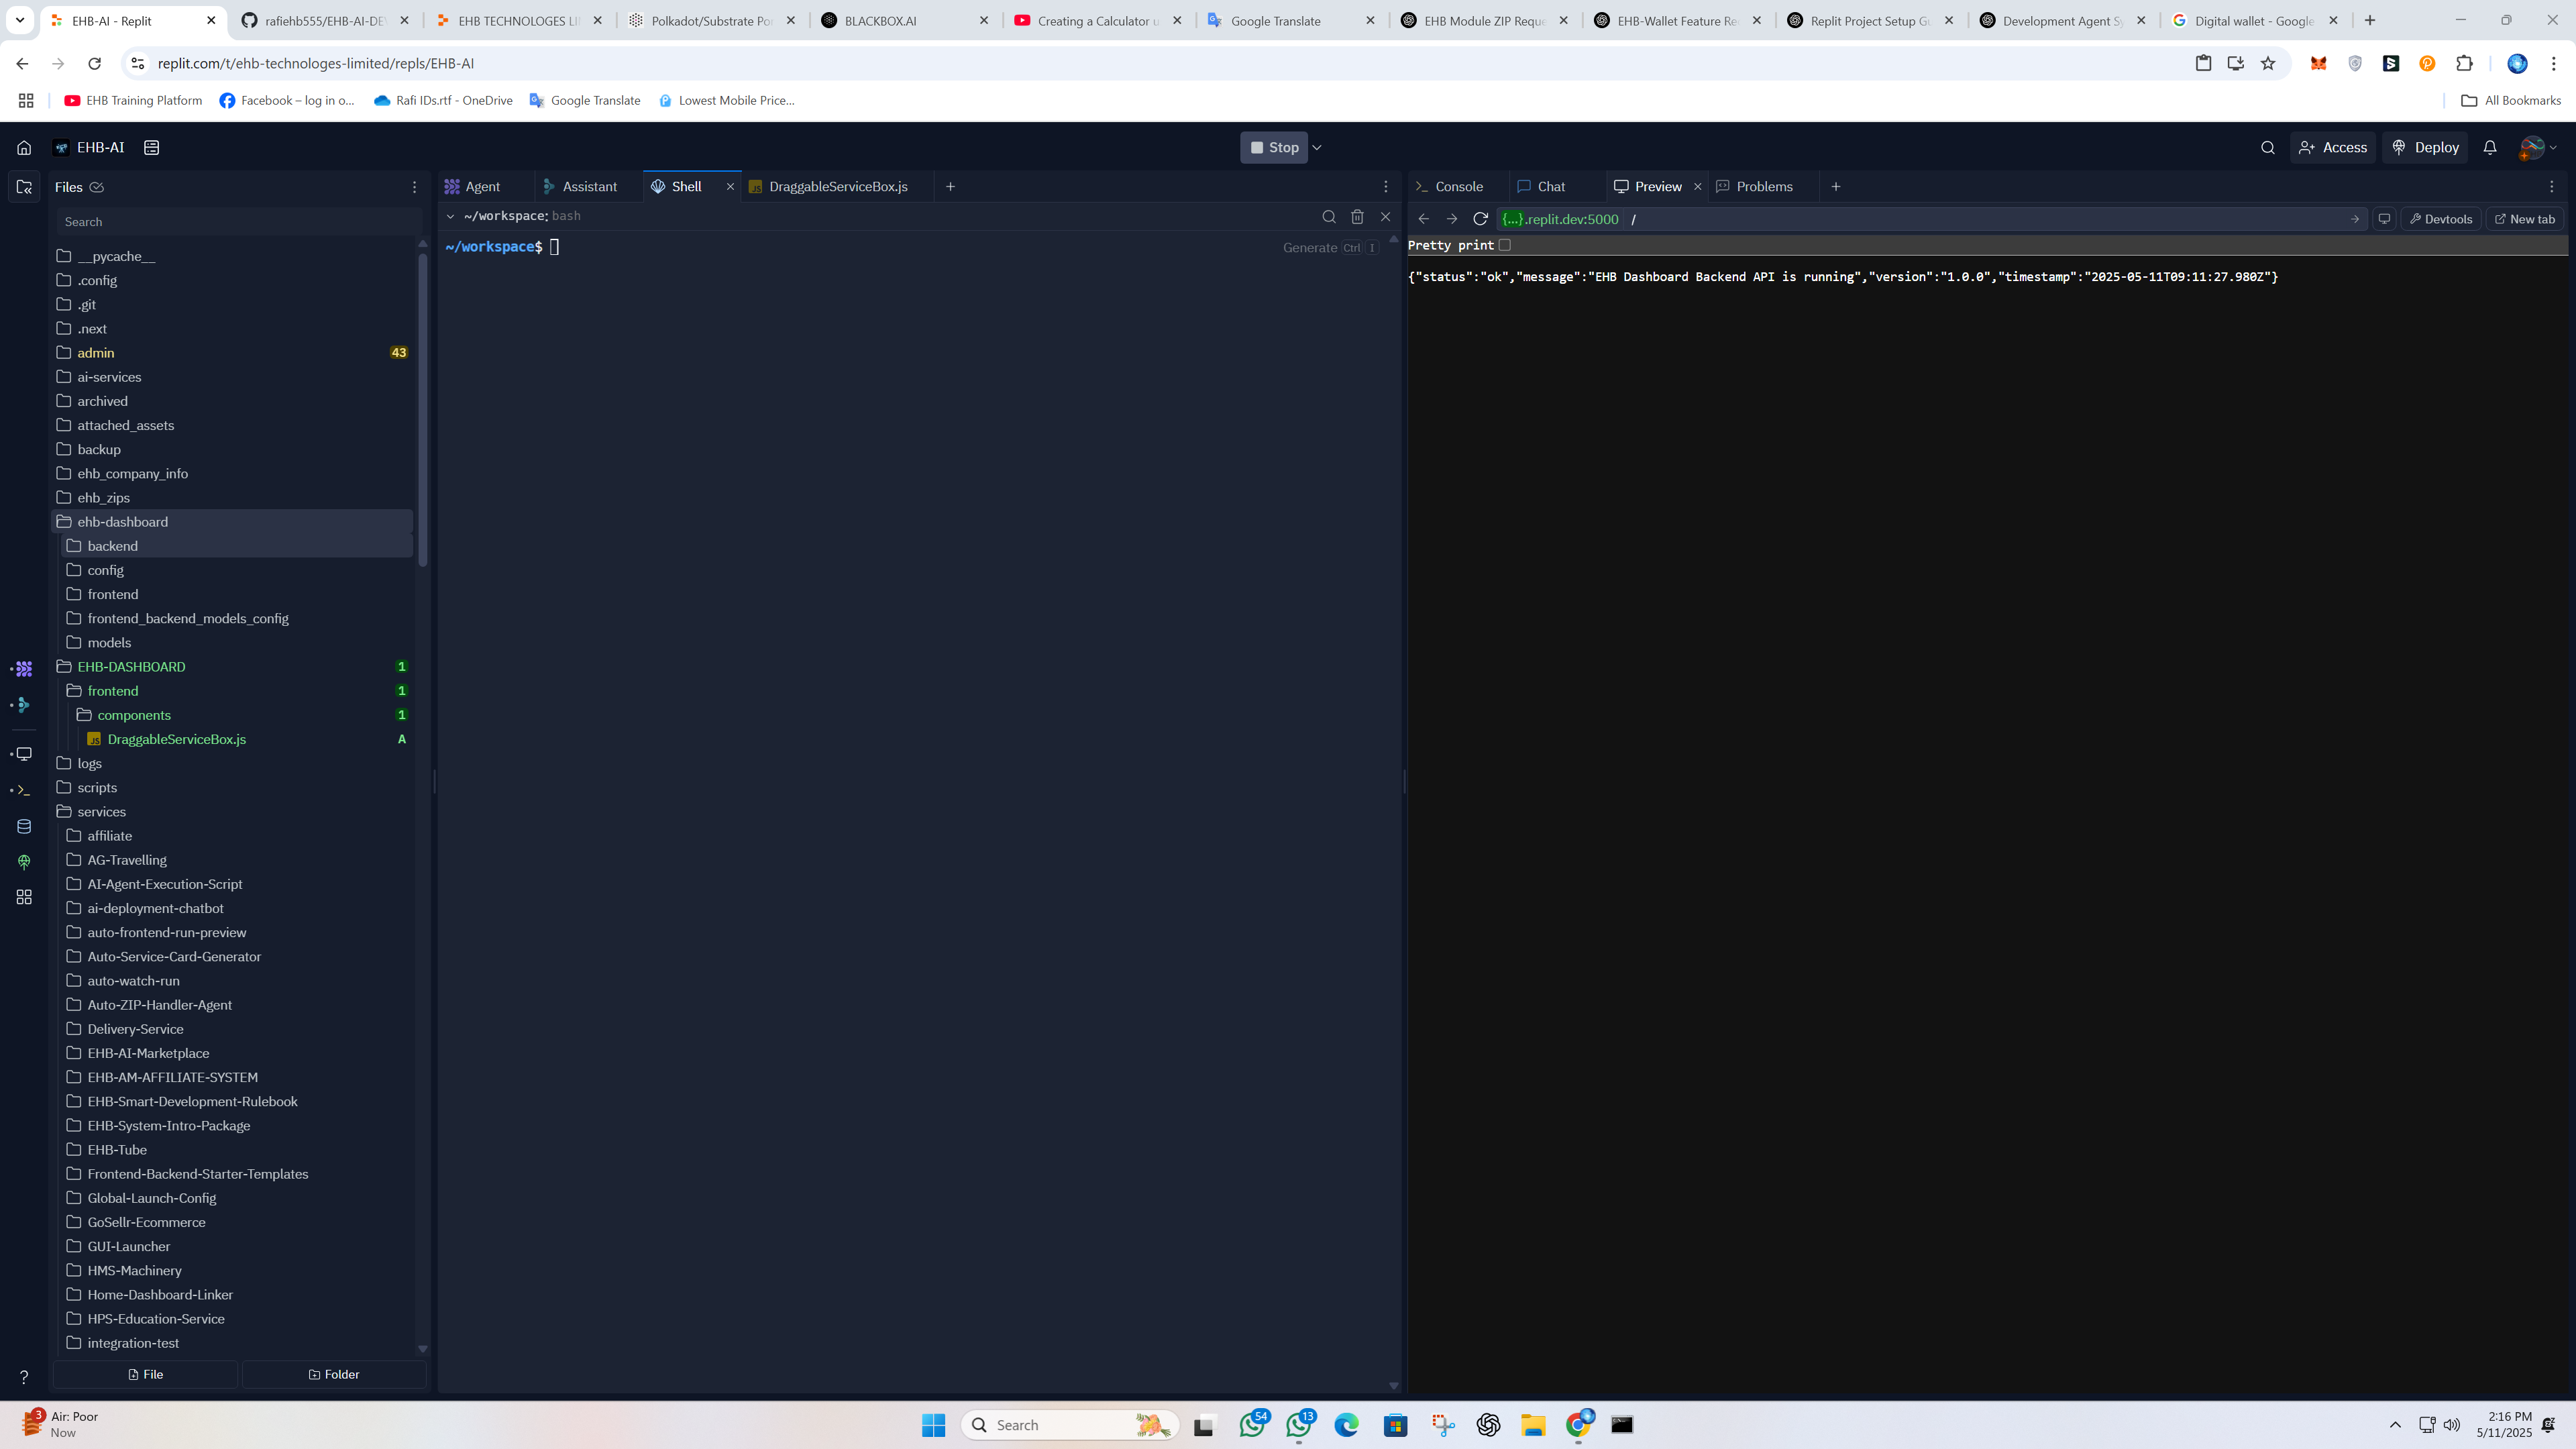 EHB-AI - Replit
rafiehb555/EHB-AI-DE
EHB TECHNOLOGES LI
Polkadot/Substrate Po
BLACKBOX.AI
Creating a Calculator u
Google Translate
EHB Module ZIP Reque
EHB-Wallet Feature Re
Replit Project Setup Gu
Development Agent Sy
Digital wallet - Google
replit.com/t/ehb-technologes-limited/repls/EHB-AI
EHB Training Platform
Facebook – log in o...
Rafi IDs.rtf - OneDrive
Google Translate
Lowest Mobile Price...
All Bookmarks
EHB-AI
Stop
Access
Deploy
Files
Search
__pycache__
.config
.git
.next
admin 43
ai-services
archived
attached_assets
backup
ehb_company_info
ehb_zips
ehb-dashboard
backend
config
frontend
frontend_backend_models_config
models
EHB-DASHBOARD 1
frontend 1
components 1
JS DraggableServiceBox.js A
logs
scripts
services
affiliate
AG-Travelling
AI-Agent-Execution-Script
ai-deployment-chatbot
auto-frontend-run-preview
Auto-Service-Card-Generator
auto-watch-run
Auto-ZIP-Handler-Agent
Delivery-Service
EHB-AI-Marketplace
EHB-AM-AFFILIATE-SYSTEM
EHB-Smart-Development-Rulebook
EHB-System-Intro-Package
EHB-Tube
Frontend-Backend-Starter-Templates
Global-Launch-Config
GoSellr-Ecommerce
GUI-Launcher
HMS-Machinery
Home-Dashboard-Linker
HPS-Education-Service
integration-test
File
Folder
Agent
Assistant
Shell
JS DraggableServiceBox.js
~/workspace: bash
~/workspace$
Generate Ctrl I
Console
Chat
Preview
Problems
{...}.replit.dev:5000 /
Devtools
New tab
Pretty print
{"status":"ok","message":"EHB Dashboard Backend API is running","version":"1.0.0","timestamp":"2025-05-11T09:11:27.980Z"}
3
Air: Poor
Now
Search
54
13
2:16 PM
5/11/2025